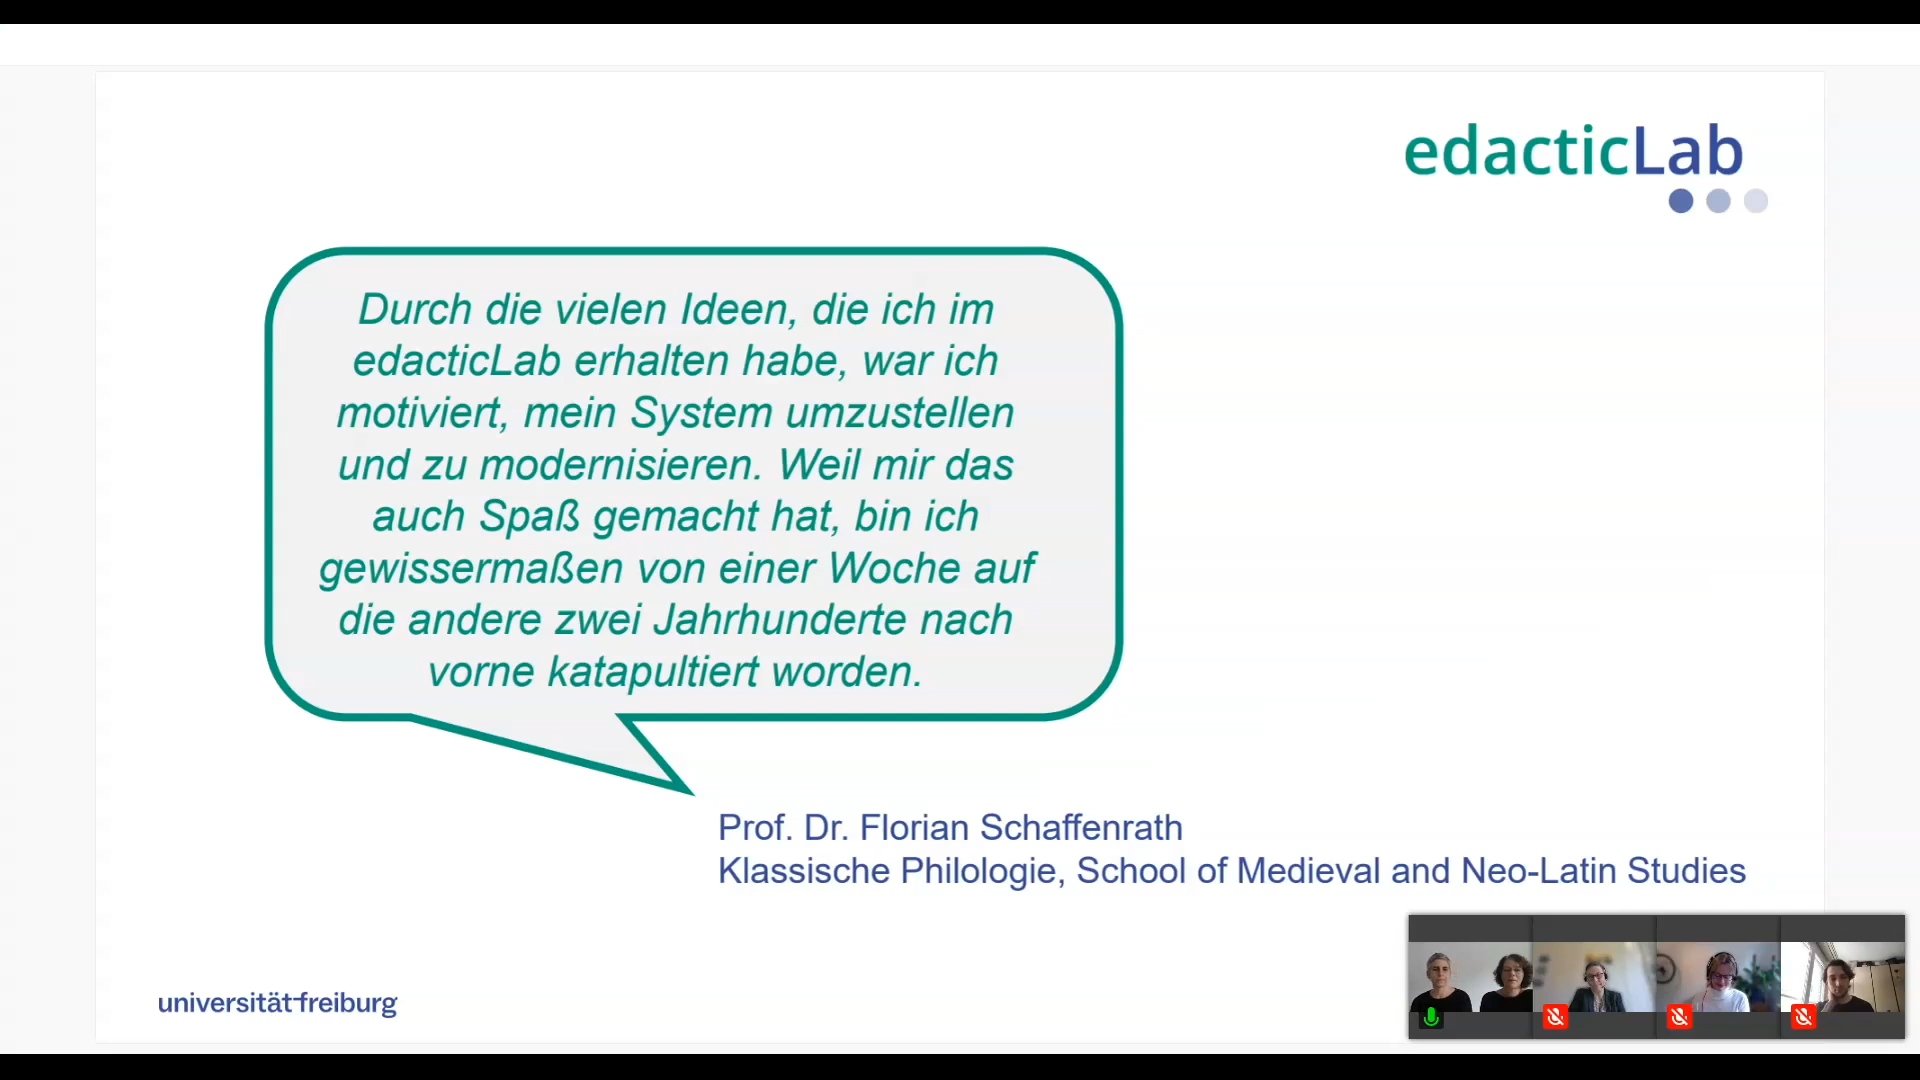 edacticLab
Durch die vielen Ideen, die ich im
edacticLab erhalten habe, war ich
motiviert, mein System umzustellen
und zu modernisieren. Weil mir das
auch Spaß gemacht hat, bin ich
gewissermaßen von einer Woche auf
die andere zwei Jahrhunderte nach
vorne katapultiert worden.
Prof. Dr. Florian Schaffenrath
Klassische Philologie, School of Medieval and Neo-Latin Studies
universität freiburg